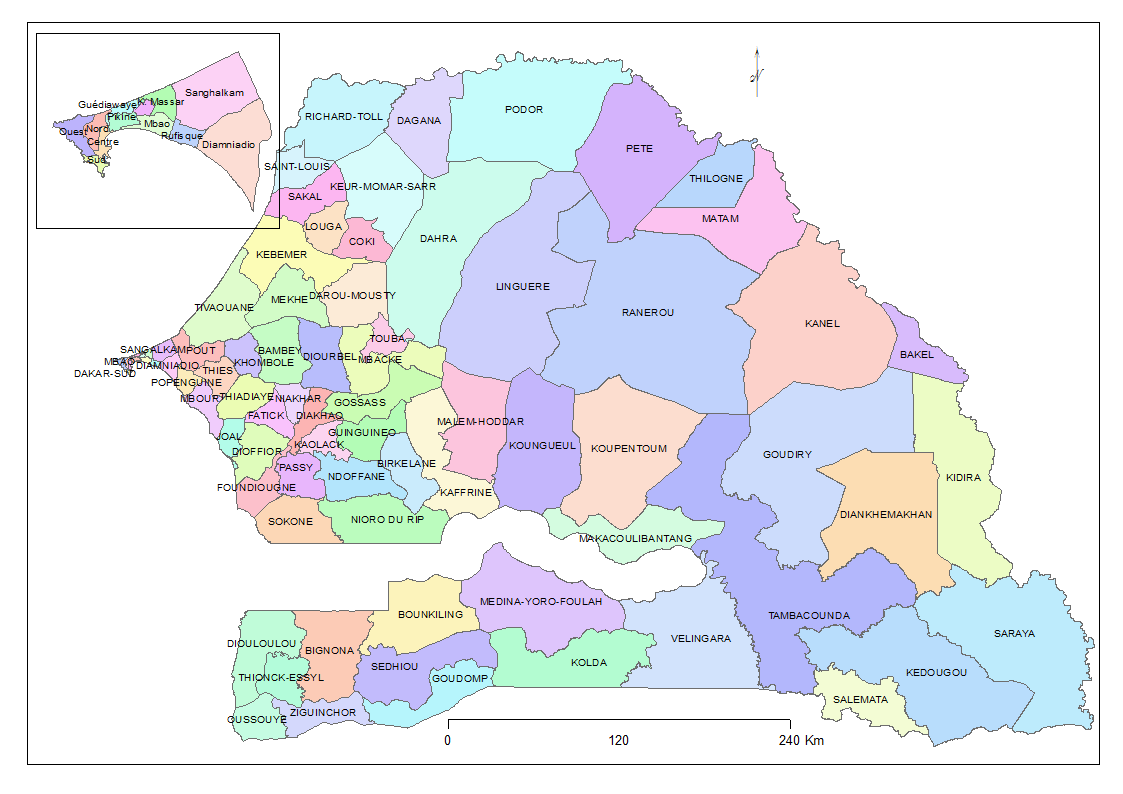 Sanghalkam
Guédiawaye
K. Massar
Pikine
Mbao
Ouest
Nord
Rufisque
Centre
Diamniadio
Sud
N
PODOR
RICHARD-TOLL
DAGANA
PETE
SAINT-LOUIS
THILOGNE
KEUR-MOMAR-SARR
SAKAL
MATAM
LOUGA
COKI
DAHRA
KEBEMER
LINGUERE
MEKHE
DAROU-MOUSTY
TIVAOUANE
RANEROU
KANEL
TOUBA
SANGALKAM
POUT
BAMBEY
DIOURBEL
MBACKE
BAKEL
MBAO
DIAMNIADIO
KHOMBOLE
DAKAR-SUD
THIES
POPENGUINE
MBOUR
THIADIAYE
NIAKHAR
GOSSASS
FATICK
DIAKHAO
MALEM-HODDAR
JOAL
GUINGUINEO
KAOLACK
KOUNGUEUL
KOUPENTOUM
DIOFFIOR
GOUDIRY
PASSY
BIRKELANE
NDOFFANE
KIDIRA
FOUNDIOUGNE
KAFFRINE
DIANKHEMAKHAN
SOKONE
NIORO DU RIP
MAKACOULIBANTANG
MEDINA-YORO-FOULAH
BOUNKILING
TAMBACOUNDA
SARAYA
DIOULOULOU
BIGNONA
VELINGARA
SEDHIOU
KOLDA
KEDOUGOU
THIONCK-ESSYL
GOUDOMP
SALEMATA
ZIGUINCHOR
OUSSOUYE
0 120 240 Km